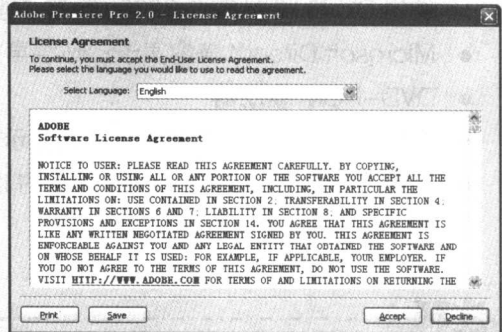 Adobe Premiere Pro 2.0 - License Agreement
License Agreement
To continue, you must accept the End-User License Agreement.
Please select the language you would like to use to read the agreement.
Select Language: English
ADOBE
Software License Agreement
NOTICE TO USER: PLEASE READ THIS AGREEMENT CAREFULLY. BY COPYING,
INSTALLING OR USING ALL OR ANY PORTION OF THE SOFTWARE YOU ACCEPT ALL THE
TERMS AND CONDITIONS OF THIS AGREEMENT, INCLUDING, IN PARTICULAR THE
LIMITATIONS ON: USE CONTAINED IN SECTION 2; TRANSFERABILITY IN SECTION 4;
WARRANTY IN SECTIONS 6 AND 7; LIABILITY IN SECTION 8; AND SPECIFIC
PROVISIONS AND EXCEPTIONS IN SECTION 14. YOU AGREE THAT THIS AGREEMENT IS
LIKE ANY WRITTEN NEGOTIATED AGREEMENT SIGNED BY YOU. THIS AGREEMENT IS
ENFORCEABLE AGAINST YOU AND ANY LEGAL ENTITY THAT OBTAINED THE SOFTWARE AND
ON WHOSE BEHALF IT IS USED: FOR EXAMPLE, IF APPLICABLE, YOUR EMPLOYER. IF
YOU DO NOT AGREE TO THE TERMS OF THIS AGREEMENT, DO NOT USE THE SOFTWARE.
VISIT HTTP://WWW.ADOBE.COM FOR TERMS OF AND LIMITATIONS ON RETURNING THE
Print Save Accept Decline